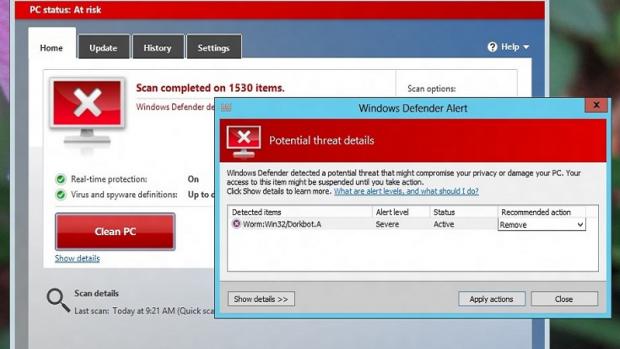 PC status: At risk
Home
Update
History
Settings
Help
Scan completed on 1530 items.
Windows Defender de
Scan options:
Real-time protection: On
Virus and spyware definitions: Up to
Clean PC
Show details
Scan details
Last scan: Today at 9:21 AM (Quick sca
Windows Defender Alert
x
Potential threat details
Windows Defender detected a potential threat that might compromise your privacy or damage your PC. Your
access to this item might be suspended until you take action.
Click Show details to learn more. What are alert levels, and what should I do?
Detected items Alert level Status Recommended action
Worm:Win32/Dorkbot.A Severe Active Remove
Show details >>
Apply actions
Close